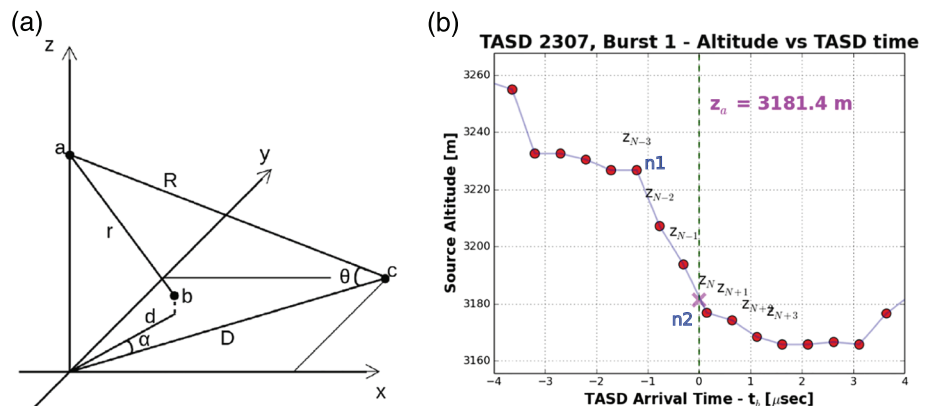 (a)
z
a
y
R
r
θ
c
b
d
α
D
x
(b)
TASD 2307, Burst 1 - Altitude vs TASD time
z_a = 3181.4 m
Source Altitude [m]
3260
3240
3220
3200
3180
3160
z_{N−3}
n1
z_{N−2}
z_{N−1}
z_N
z_{N+1}
n2
z_{N+2}
z_{N+3}
−4 −3 −2 −1 0 1 2 3 4
TASD Arrival Time - t_b [μsec]